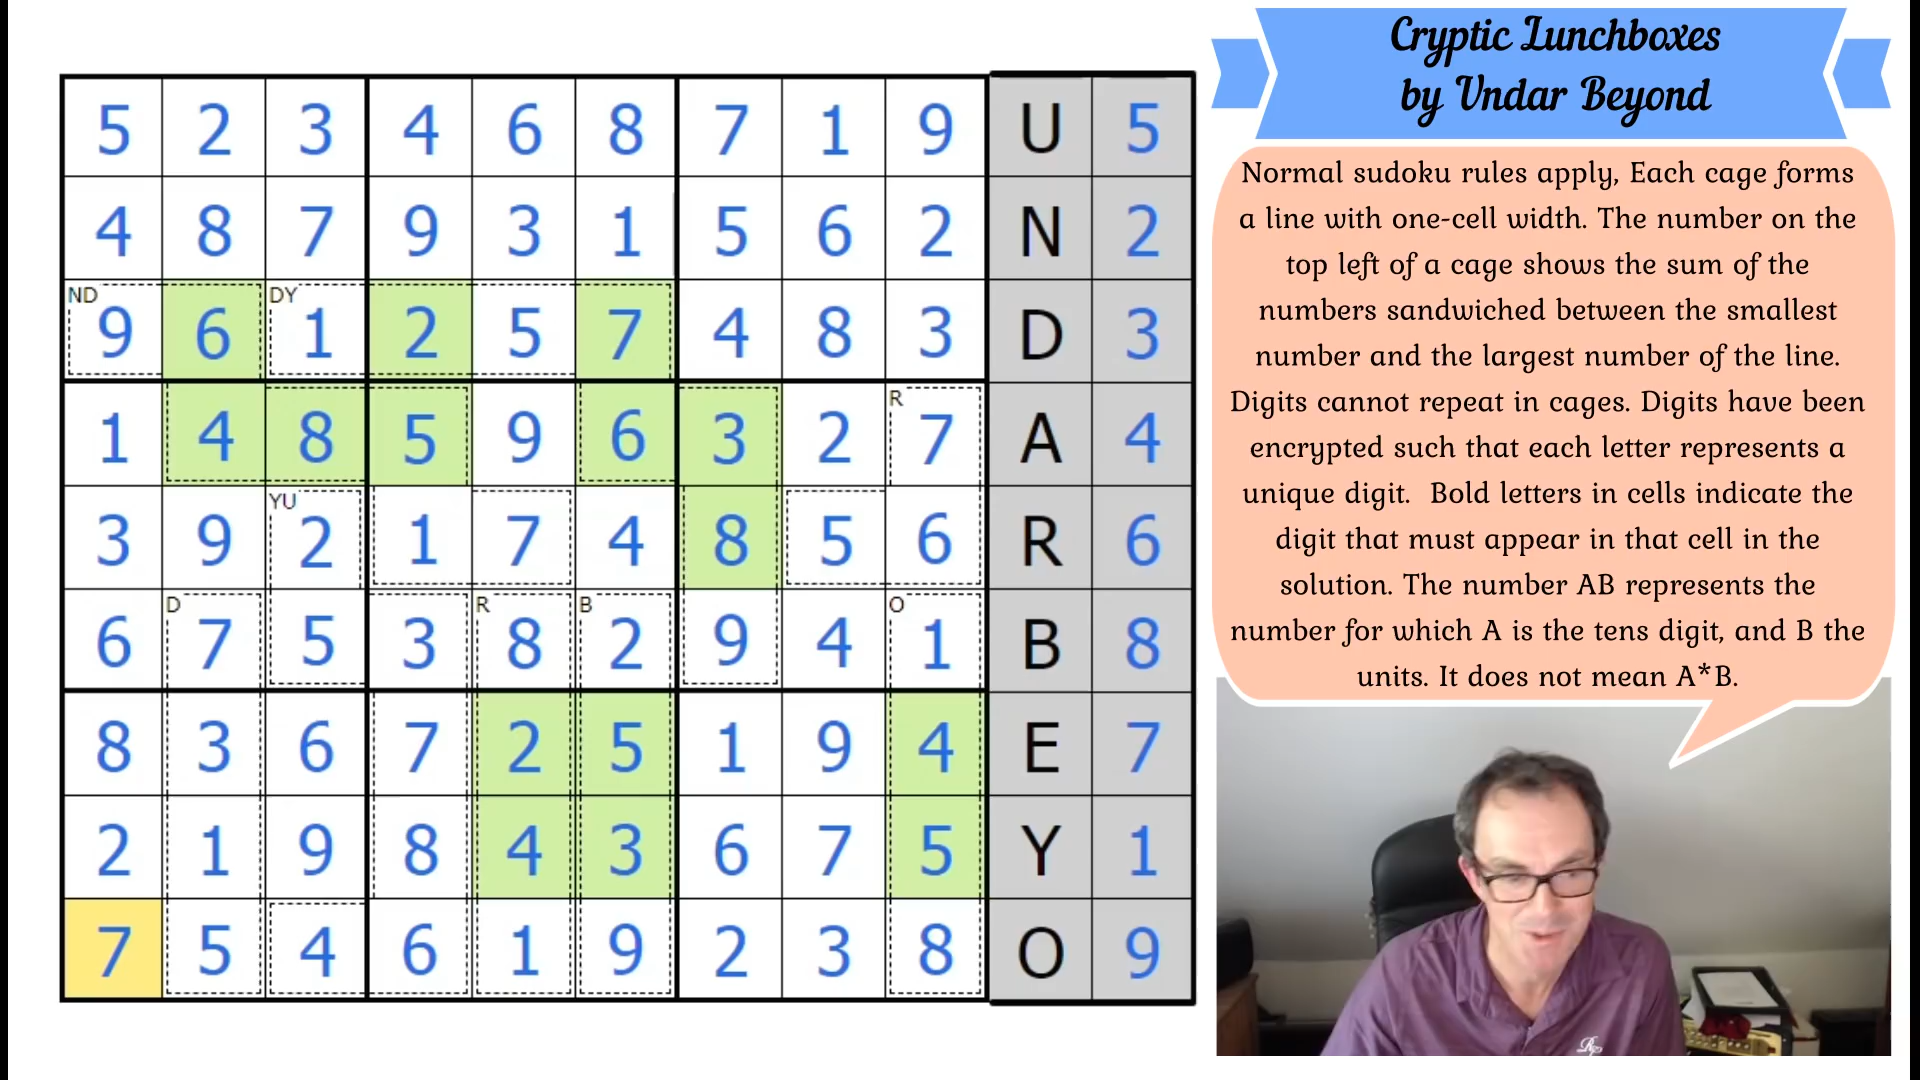 Cryptic Lunchboxes
by Undar Beyond
Normal sudoku rules apply, Each cage forms
a line with one-cell width. The number on the
top left of a cage shows the sum of the
numbers sandwiched between the smallest
number and the largest number of the line.
Digits cannot repeat in cages. Digits have been
encrypted such that each letter represents a
unique digit. Bold letters in cells indicate the
digit that must appear in that cell in the
solution. The number AB represents the
number for which A is the tens digit, and B the
units. It does not mean A*B.
5 2 3 4 6 8 7 1 9 U 5
4 8 7 9 3 1 5 6 2 N 2
ND DY
9 6 1 2 5 7 4 8 3 D 3
R
1 4 8 5 9 6 3 2 7 A 4
YU
3 9 2 1 7 4 8 5 6 R 6
D R B O
6 7 5 3 8 2 9 4 1 B 8
8 3 6 7 2 5 1 9 4 E 7
2 1 9 8 4 3 6 7 5 Y 1
7 5 4 6 1 9 2 3 8 O 9